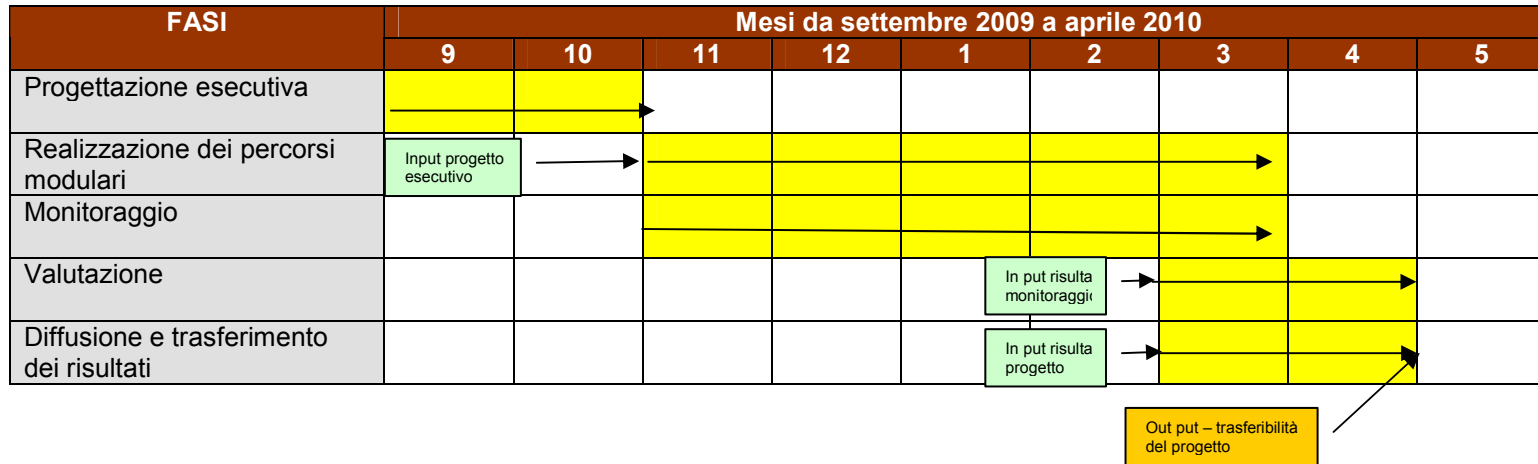 FASI
Mesi da settembre 2009 a aprile 2010
9 10 11 12 1 2 3 4 5
Progettazione esecutiva
Realizzazione dei percorsi
modulari
Input progetto
esecutivo
Monitoraggio
Valutazione
In put risulta
monitoraggi
Diffusione e trasferimento
dei risultati
In put risulta
progetto
Out put – trasferibilità
del progetto